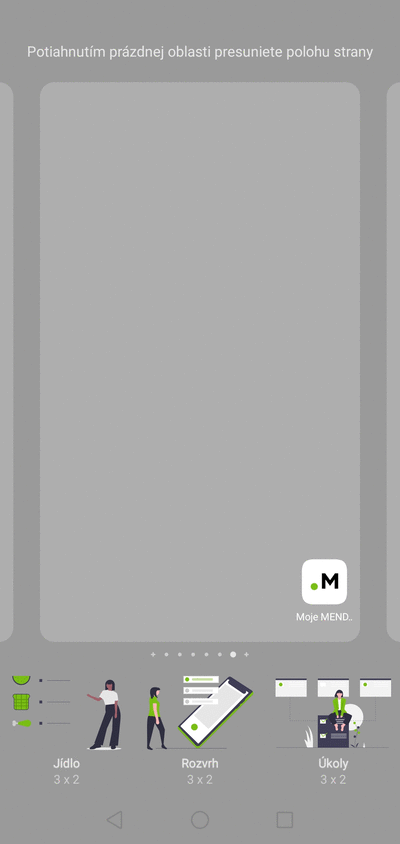 Potiahnutím prázdnej oblasti presuniete polohu strany
.M
Moje MEND..
Jídlo
3 x 2
Rozvrh
3 x 2
Úkoly
3 x 2